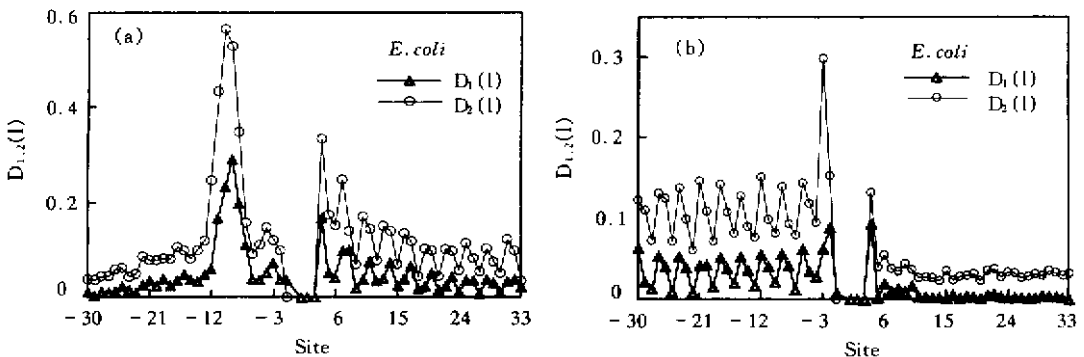 0.6
(a)
E.coli
D₁(l)
D₂(l)
0.4
0.2
0
D₁,₂(l)
-30 -21 -12 -3 6 15 24 33
Site
0.3
(b)
E.coli
D₁(l)
D₂(l)
0.2
0.1
0
D₁,₂(l)
-30 -21 -12 -3 6 15 24 33
Site